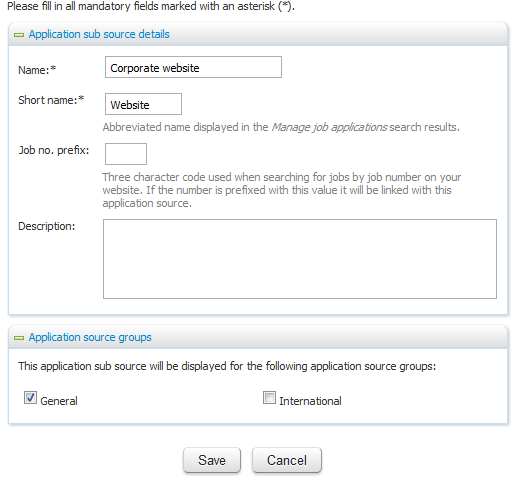 Please fill in all mandatory fields marked with an asterisk (*).
Application sub source details
Name:* Corporate website
Short name:* Website
Abbreviated name displayed in the Manage job applications search results.
Job no. prefix:
Three character code used when searching for jobs by job number on your
website. If the number is prefixed with this value it will be linked with this
application source.
Description:
Application source groups
This application sub source will be displayed for the following application source groups:
General International
Save Cancel